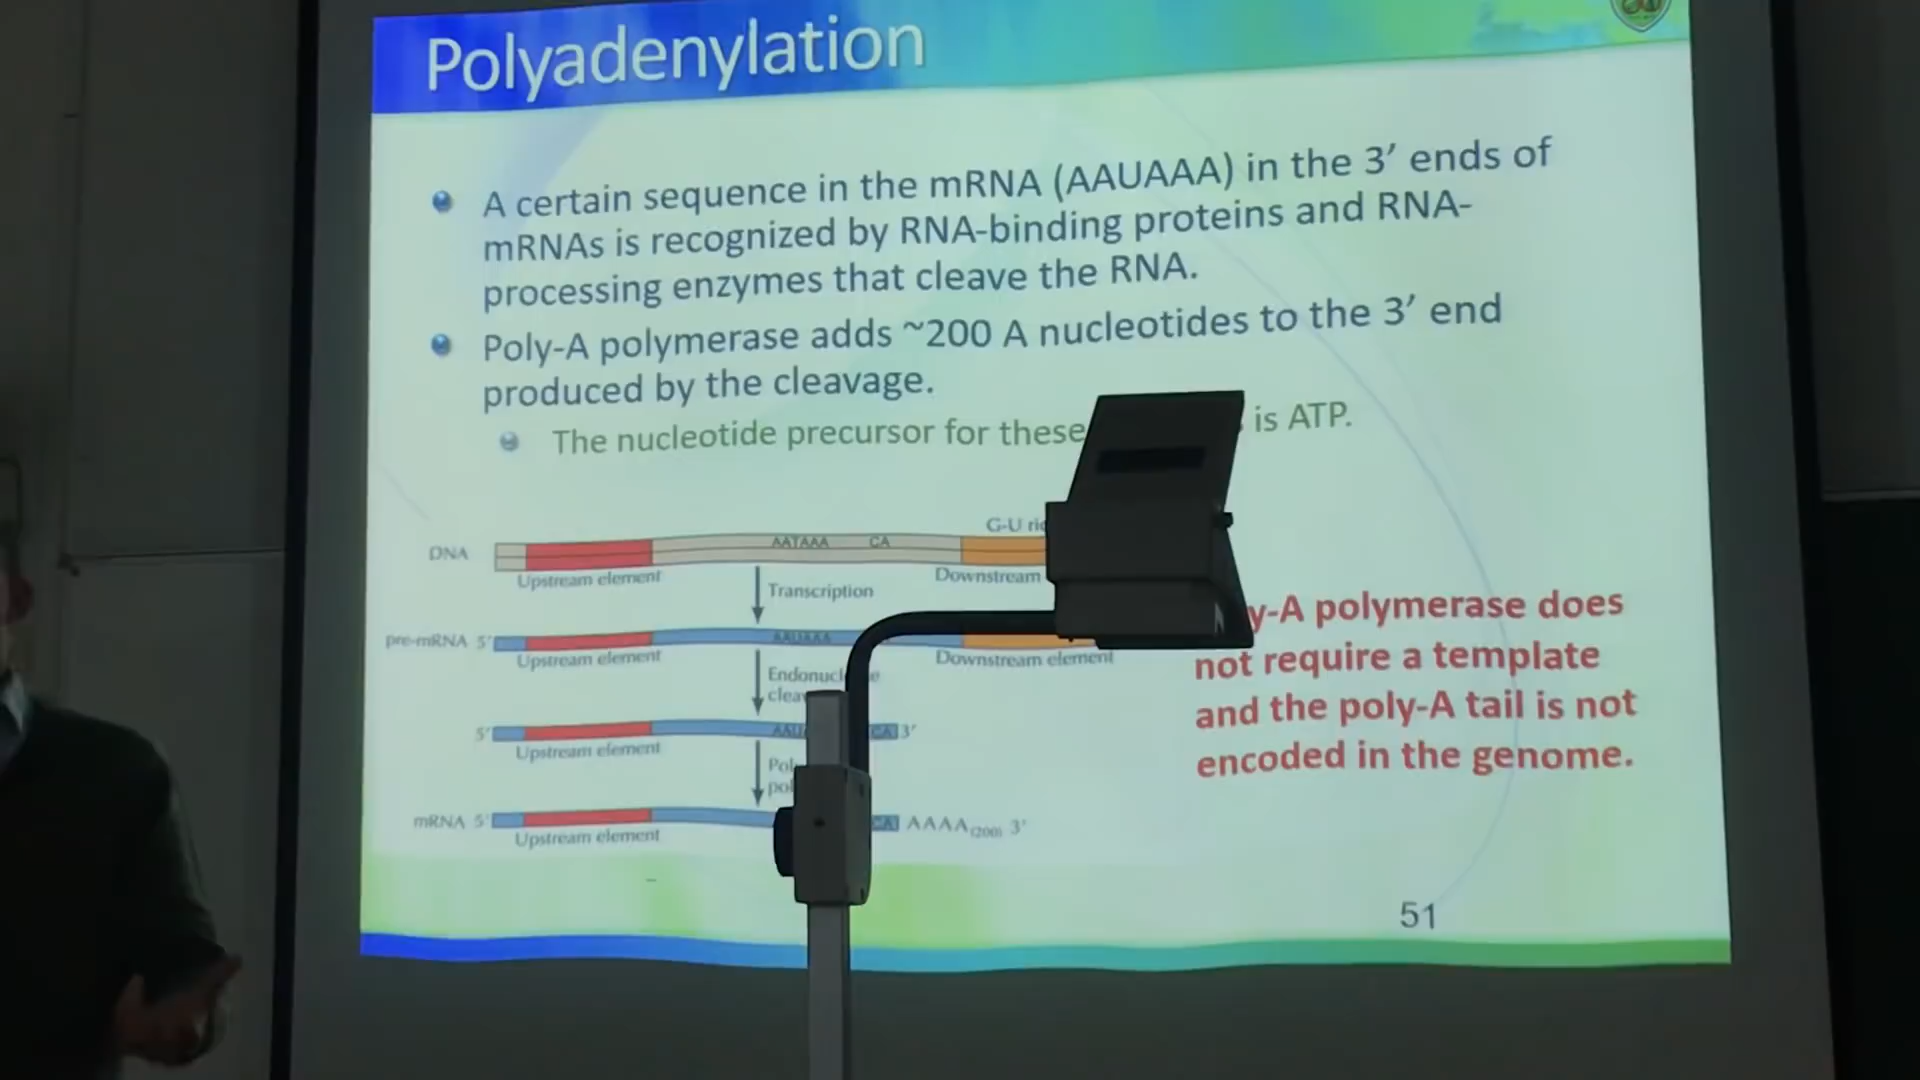 Polyadenylation
A certain sequence in the mRNA (AAUAAA) in the 3′ ends of
mRNAs is recognized by RNA-binding proteins and RNA-
processing enzymes that cleave the RNA.
Poly-A polymerase adds ~200 A nucleotides to the 3′ end
produced by the cleavage.
The nucleotide precursor for these is ATP.
G-U
DNA AATAAA CA
Upstream element Downstream
Transcription
pre-mRNA 5′ AAUAAA
Upstream element Downstream element
5′ CA 3′
Upstream element
mRNA 5′ CA AAAA(200) 3′
Upstream element
y-A polymerase does
not require a template
and the poly-A tail is not
encoded in the genome.
51